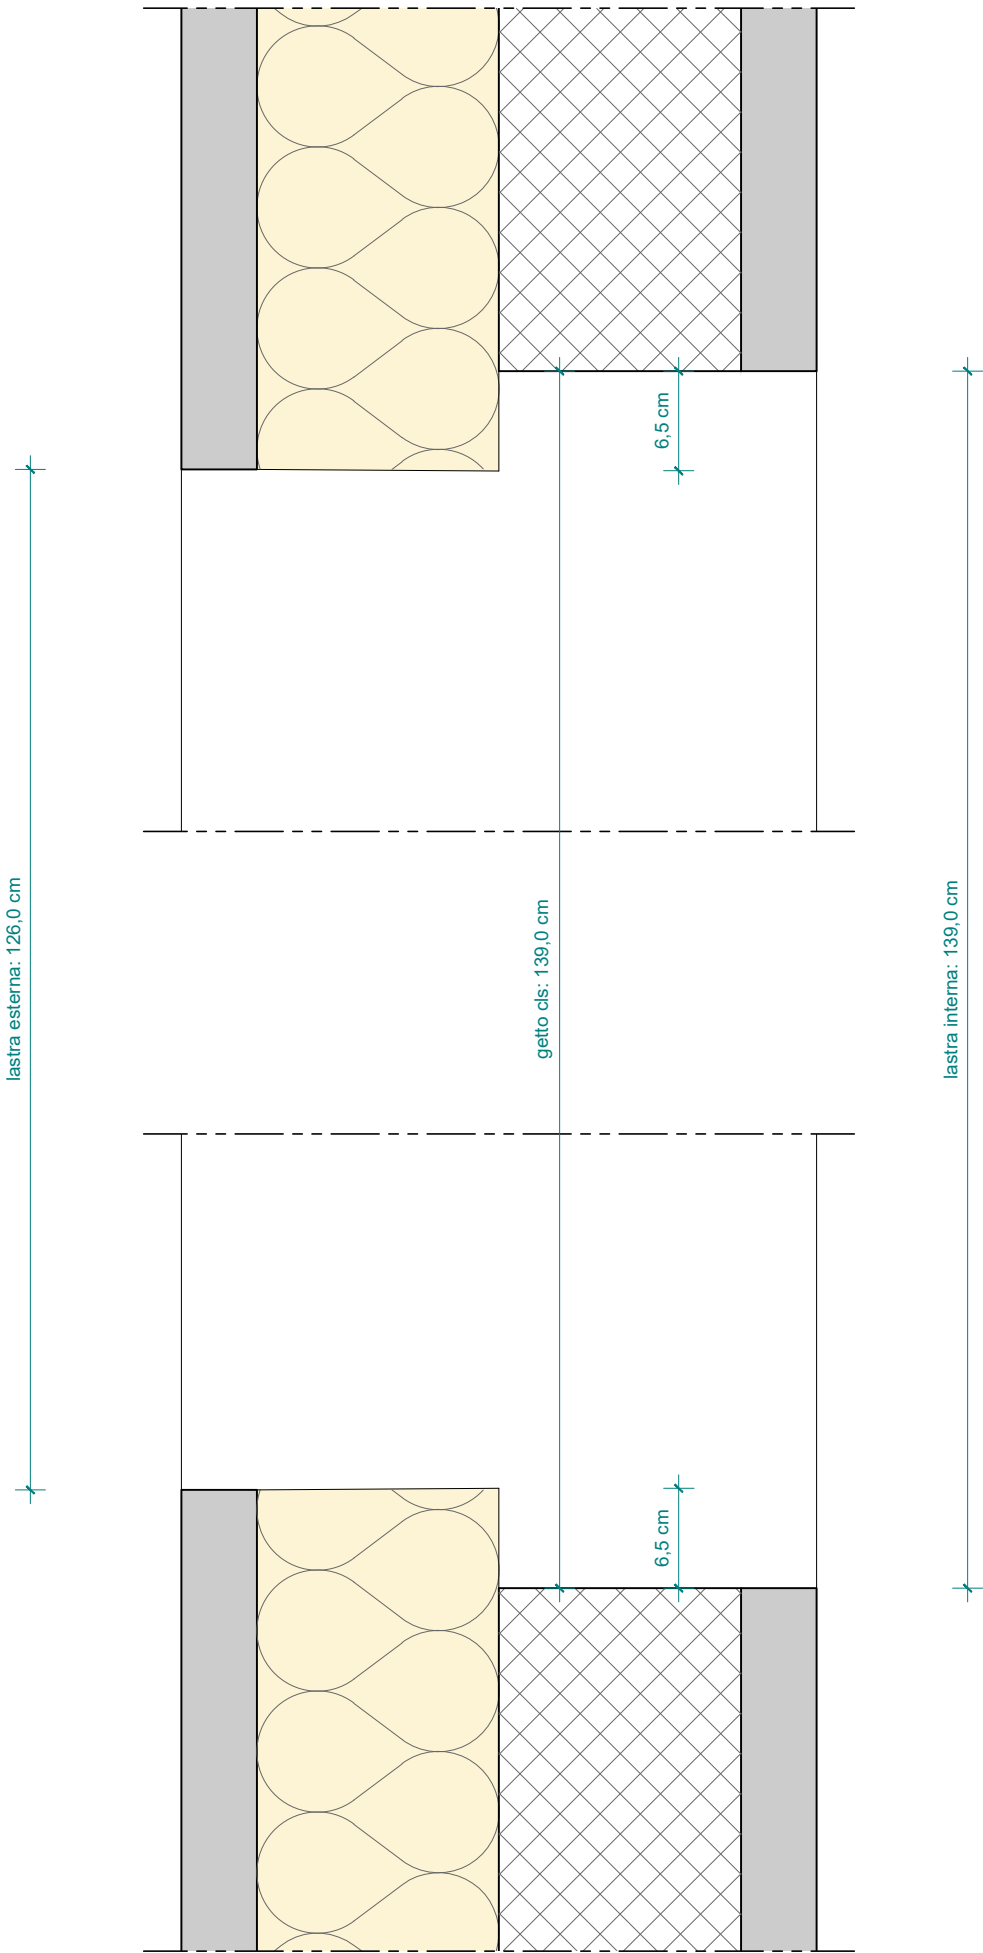 6,5 cm
lastra esterna: 126,0 cm
getto cls: 139,0 cm
lastra interna: 139,0 cm
6,5 cm